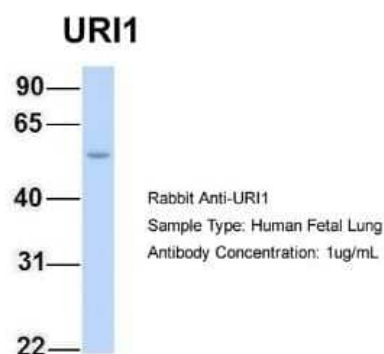 URI1
90
65
40
31
22
Rabbit Anti-URI1
Sample Type: Human Fetal Lung
Antibody Concentration: 1ug/mL